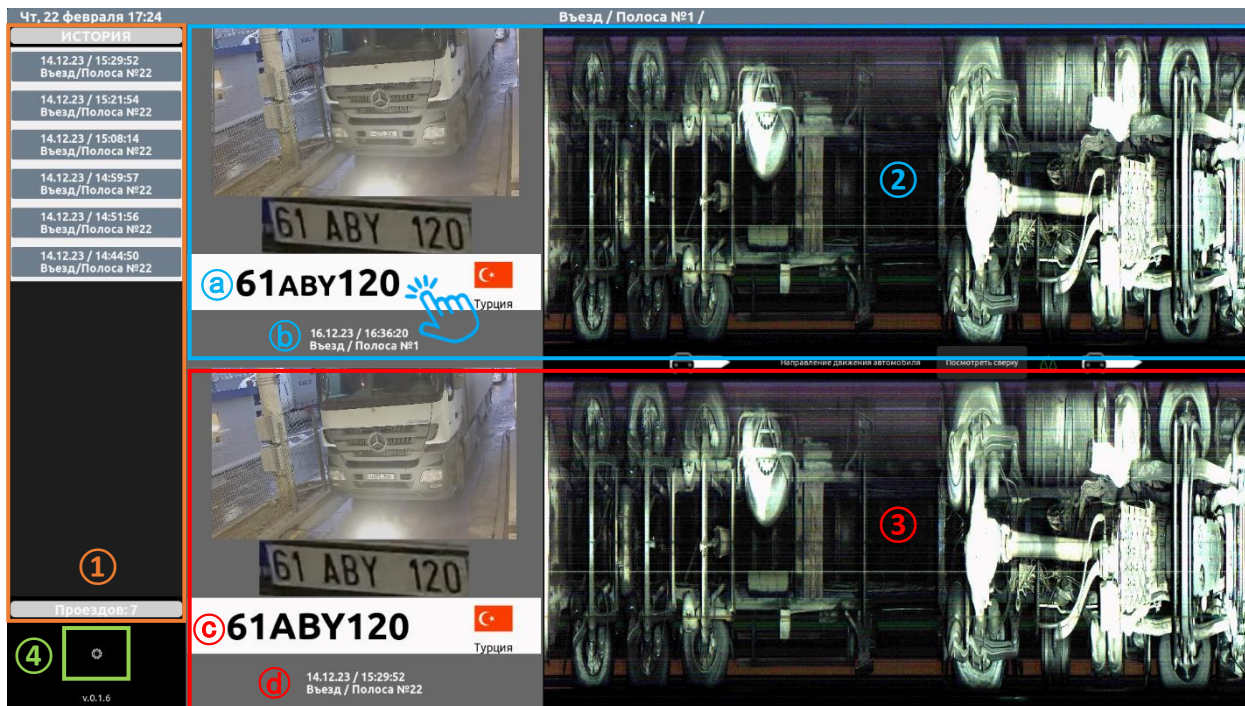 Чт, 22 февраля 17:24
Въезд / Полоса №1 /
ИСТОРИЯ
14.12.23 / 15:29:52
Въезд/Полоса №22
14.12.23 / 15:21:54
Въезд/Полоса №22
14.12.23 / 15:08:14
Въезд/Полоса №22
14.12.23 / 14:59:57
Въезд/Полоса №22
14.12.23 / 14:51:56
Въезд/Полоса №22
14.12.23 / 14:44:50
Въезд/Полоса №22
1
Проездов: 7
4
v.0.1.6
61 ABY 120
a 61ABY120
Турция
b
16.12.23 / 16:36:20
Въезд / Полоса №1
2
Направление движения автомобиля
Посмотреть сверху
61 ABY 120
c 61ABY120
Турция
d
14.12.23 / 15:29:52
Въезд / Полоса №22
3